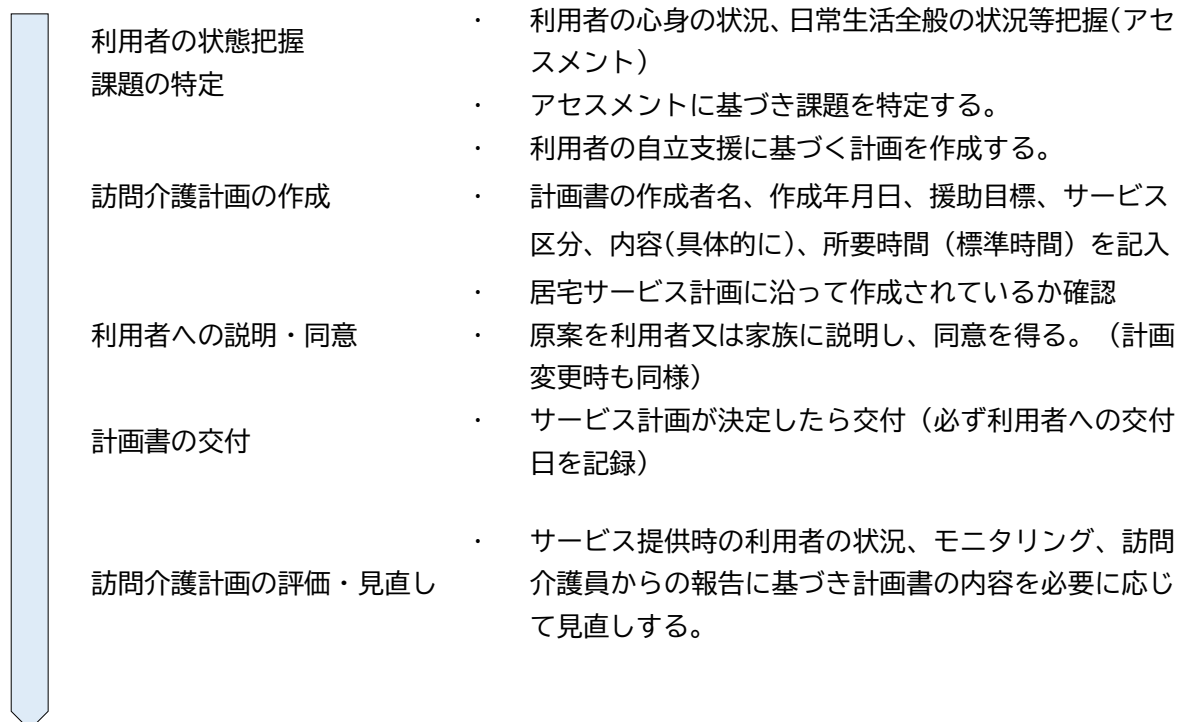 利用者の状態把握
課題の特定
・ 利用者の心身の状況、日常生活全般の状況等把握(アセ
スメント)
・ アセスメントに基づき課題を特定する。
・ 利用者の自立支援に基づく計画を作成する。
訪問介護計画の作成
・ 計画書の作成者名、作成年月日、援助目標、サービス
区分、内容(具体的に)、所要時間（標準時間）を記入
・ 居宅サービス計画に沿って作成されているか確認
利用者への説明・同意
・ 原案を利用者又は家族に説明し、同意を得る。（計画
変更時も同様）
計画書の交付
・ サービス計画が決定したら交付（必ず利用者への交付
日を記録）
訪問介護計画の評価・見直し
・ サービス提供時の利用者の状況、モニタリング、訪問
介護員からの報告に基づき計画書の内容を必要に応じ
て見直しする。